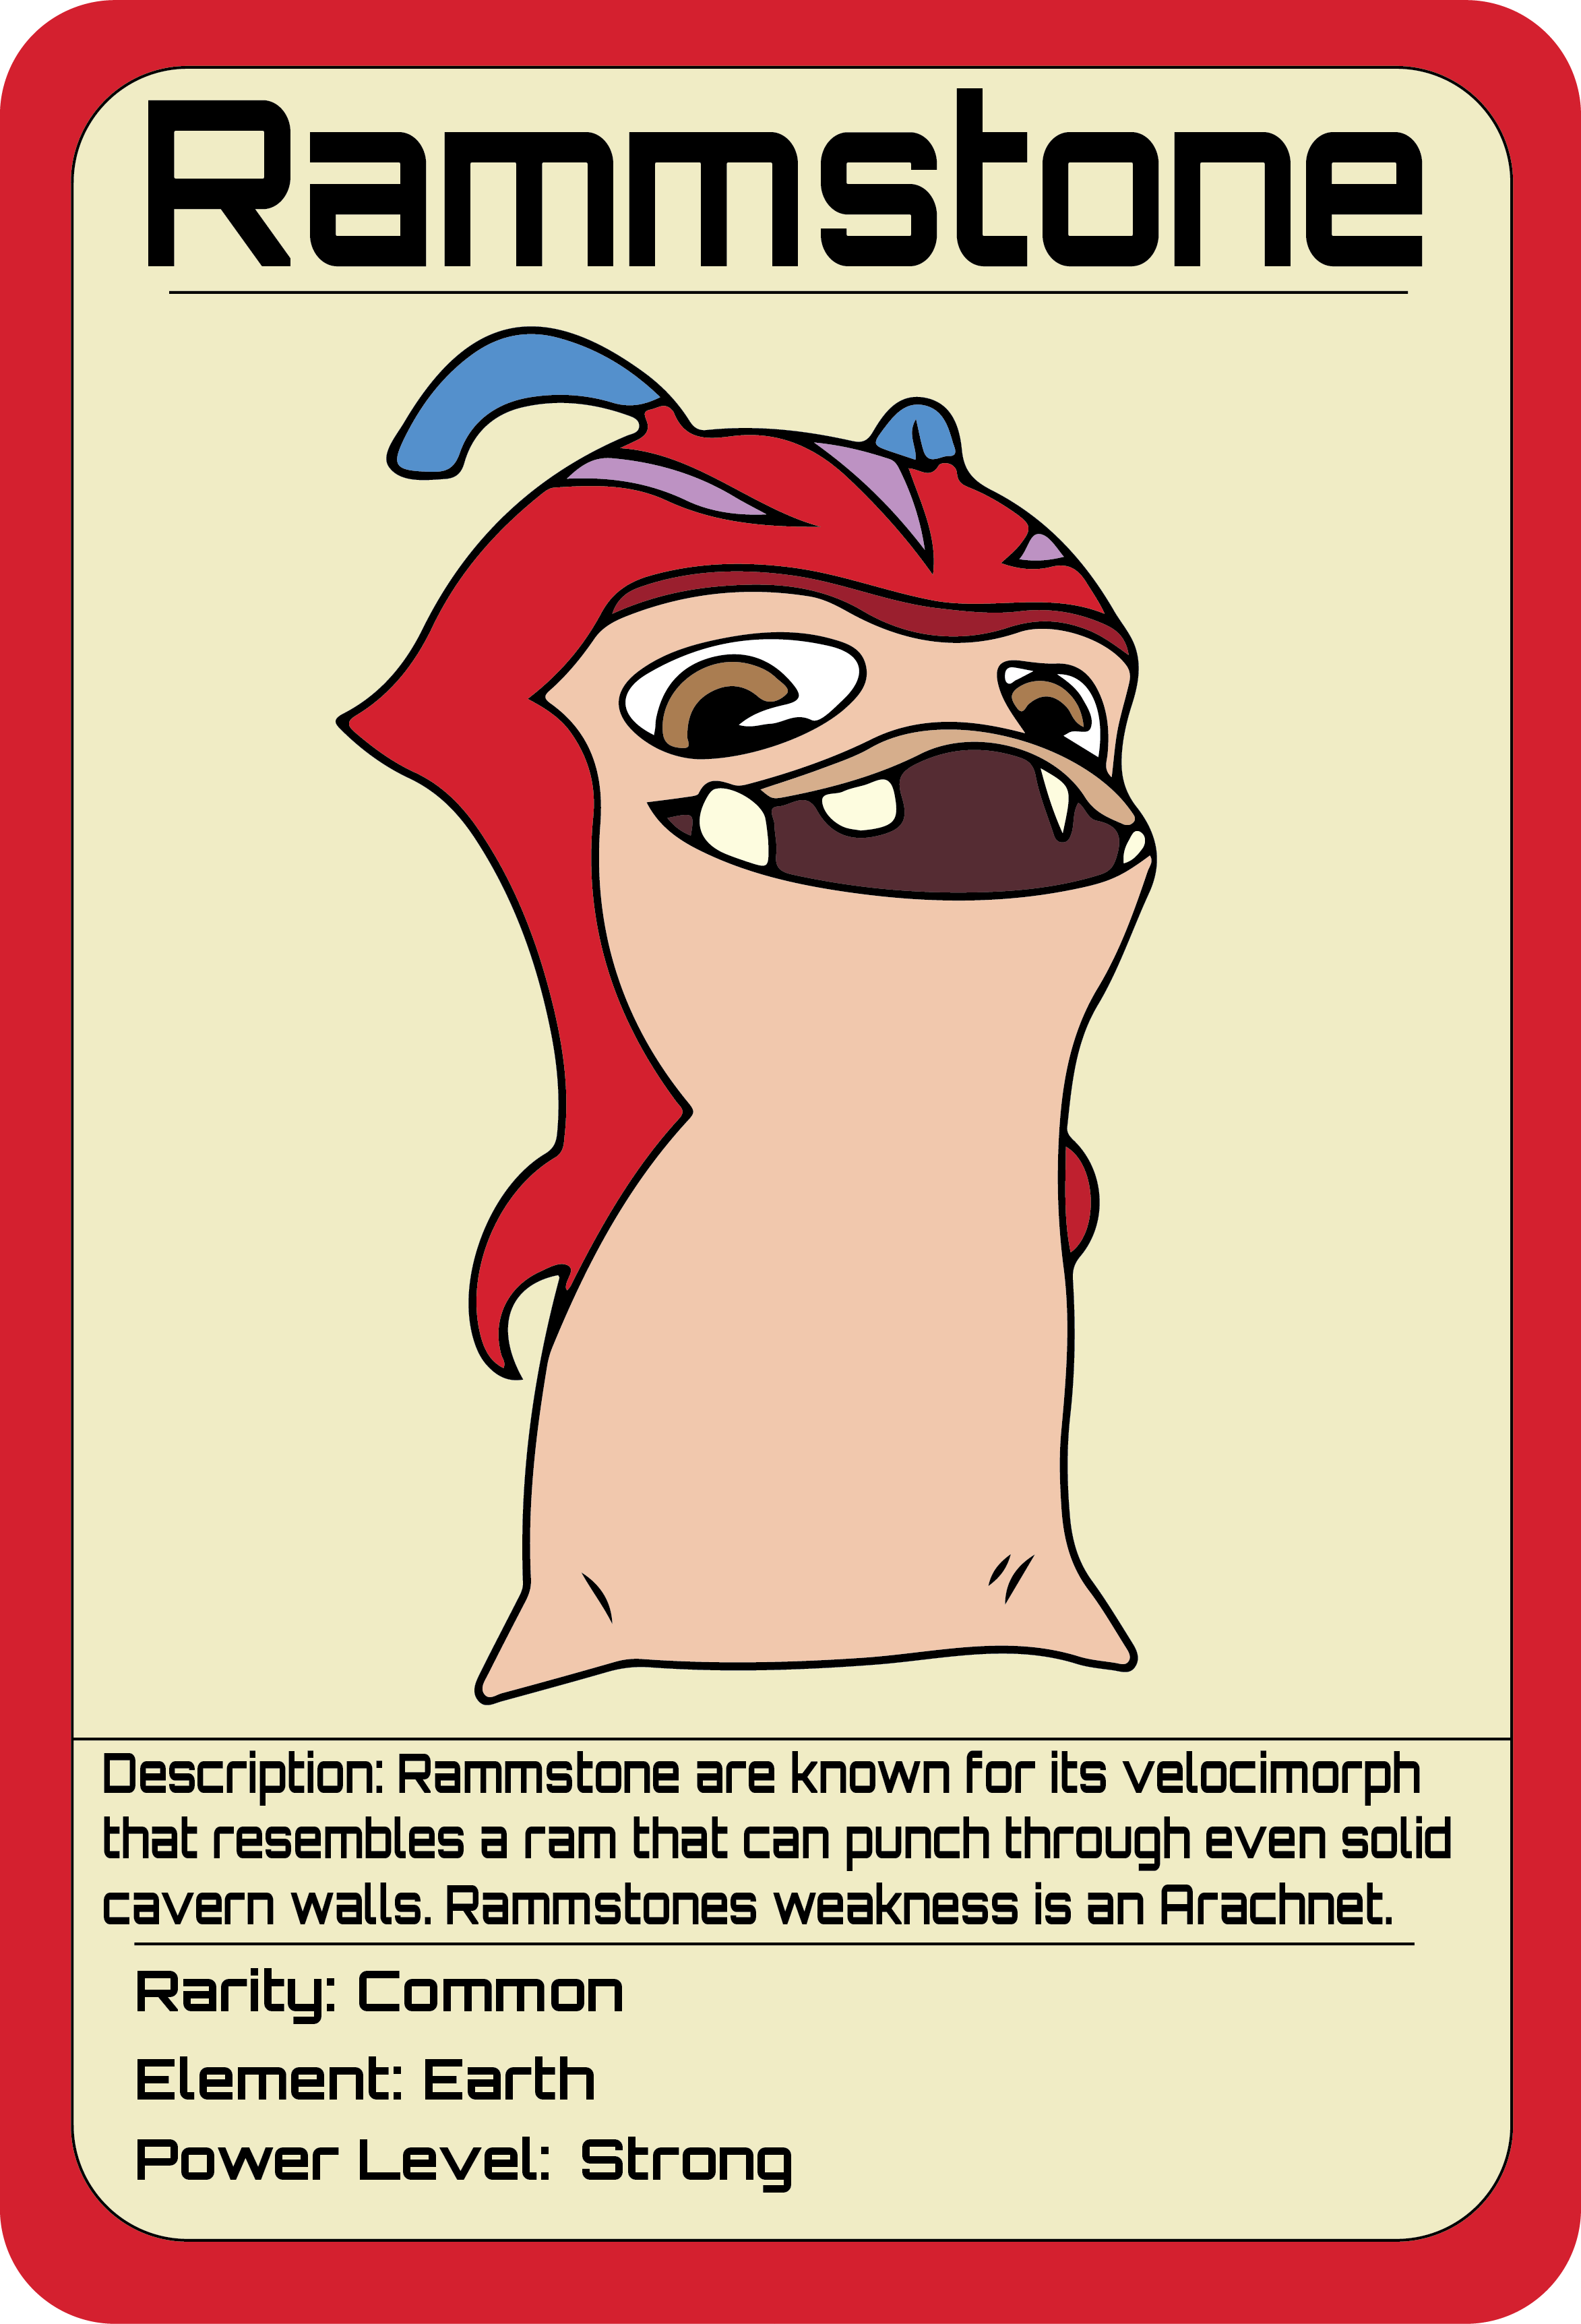 Rammstone
Description: Rammstone are known for its velocimorph
that resembles a ram that can punch through even solid
cavern walls. Rammstones weakness is an Arachnet.
Rarity: Common
Element: Earth
Power Level: Strong